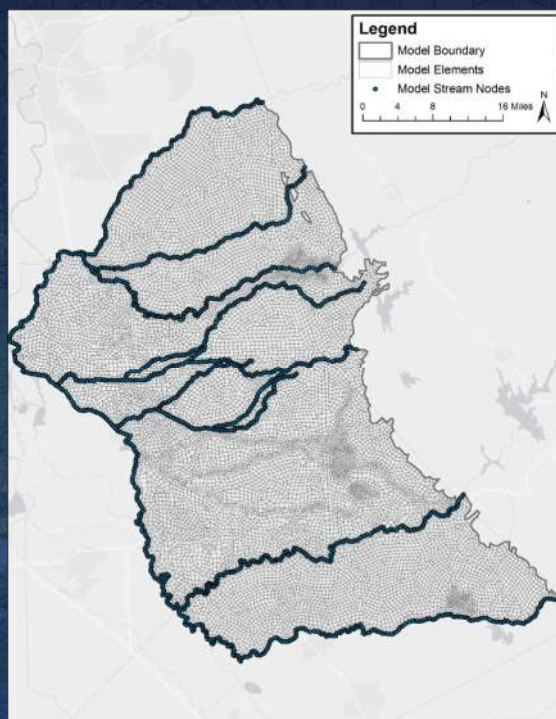 Legend
Model Boundary
Model Elements
Model Stream Nodes
N
0 4 8 16 Miles